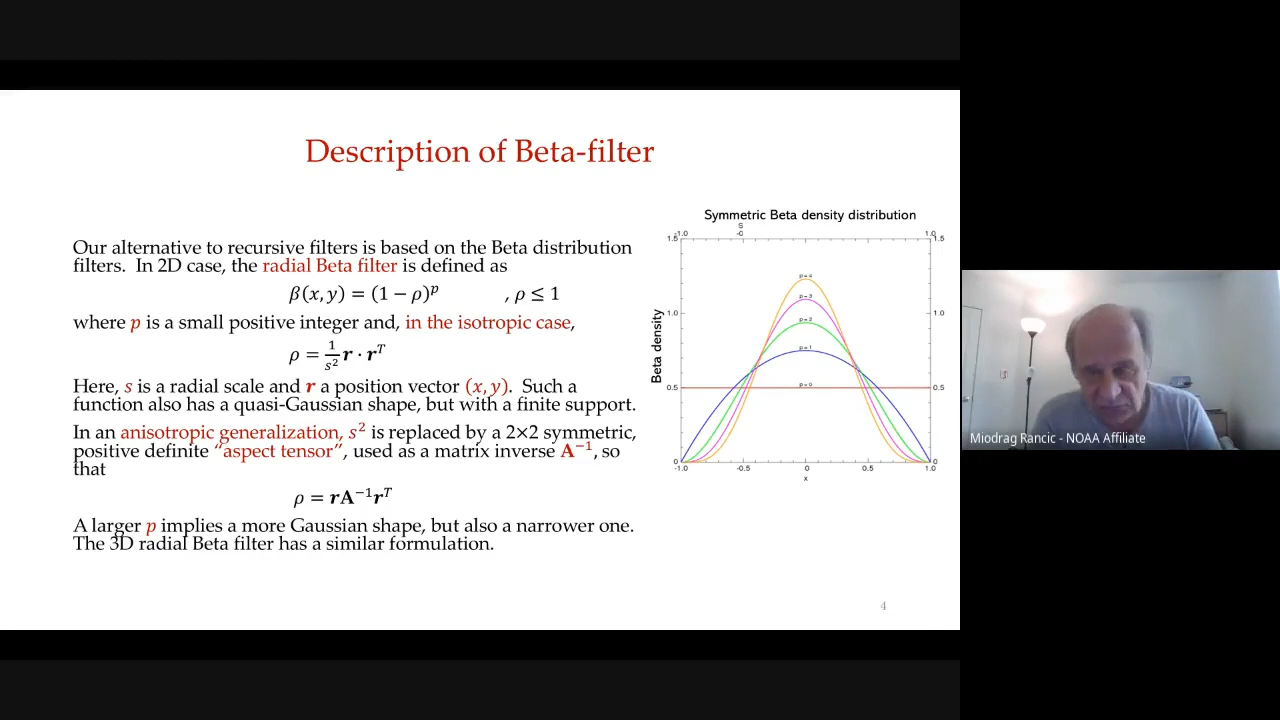 Description of Beta-filter
Our alternative to recursive filters is based on the Beta distribution
filters. In 2D case, the radial Beta filter is defined as
β(x, y) = (1 − ρ)^p , ρ ≤ 1
where p is a small positive integer and, in the isotropic case,
ρ = 1/s² r · r^T
Here, s is a radial scale and r a position vector (x, y). Such a
function also has a quasi-Gaussian shape, but with a finite support.
In an anisotropic generalization, s² is replaced by a 2×2 symmetric,
positive definite “aspect tensor”, used as a matrix inverse A⁻¹, so
that
ρ = rA⁻¹r^T
A larger p implies a more Gaussian shape, but also a narrower one.
The 3D radial Beta filter has a similar formulation.
Symmetric Beta density distribution
s
-1.0 -0 1.0
1.5 1.5
p=4
p=3
1.0 1.0
p=2
p=1
Beta density
0.5 p=0 0.5
0 0
-1.0 -0.5 0 0.5 1.0
x
4
Miodrag Rancic - NOAA Affiliate